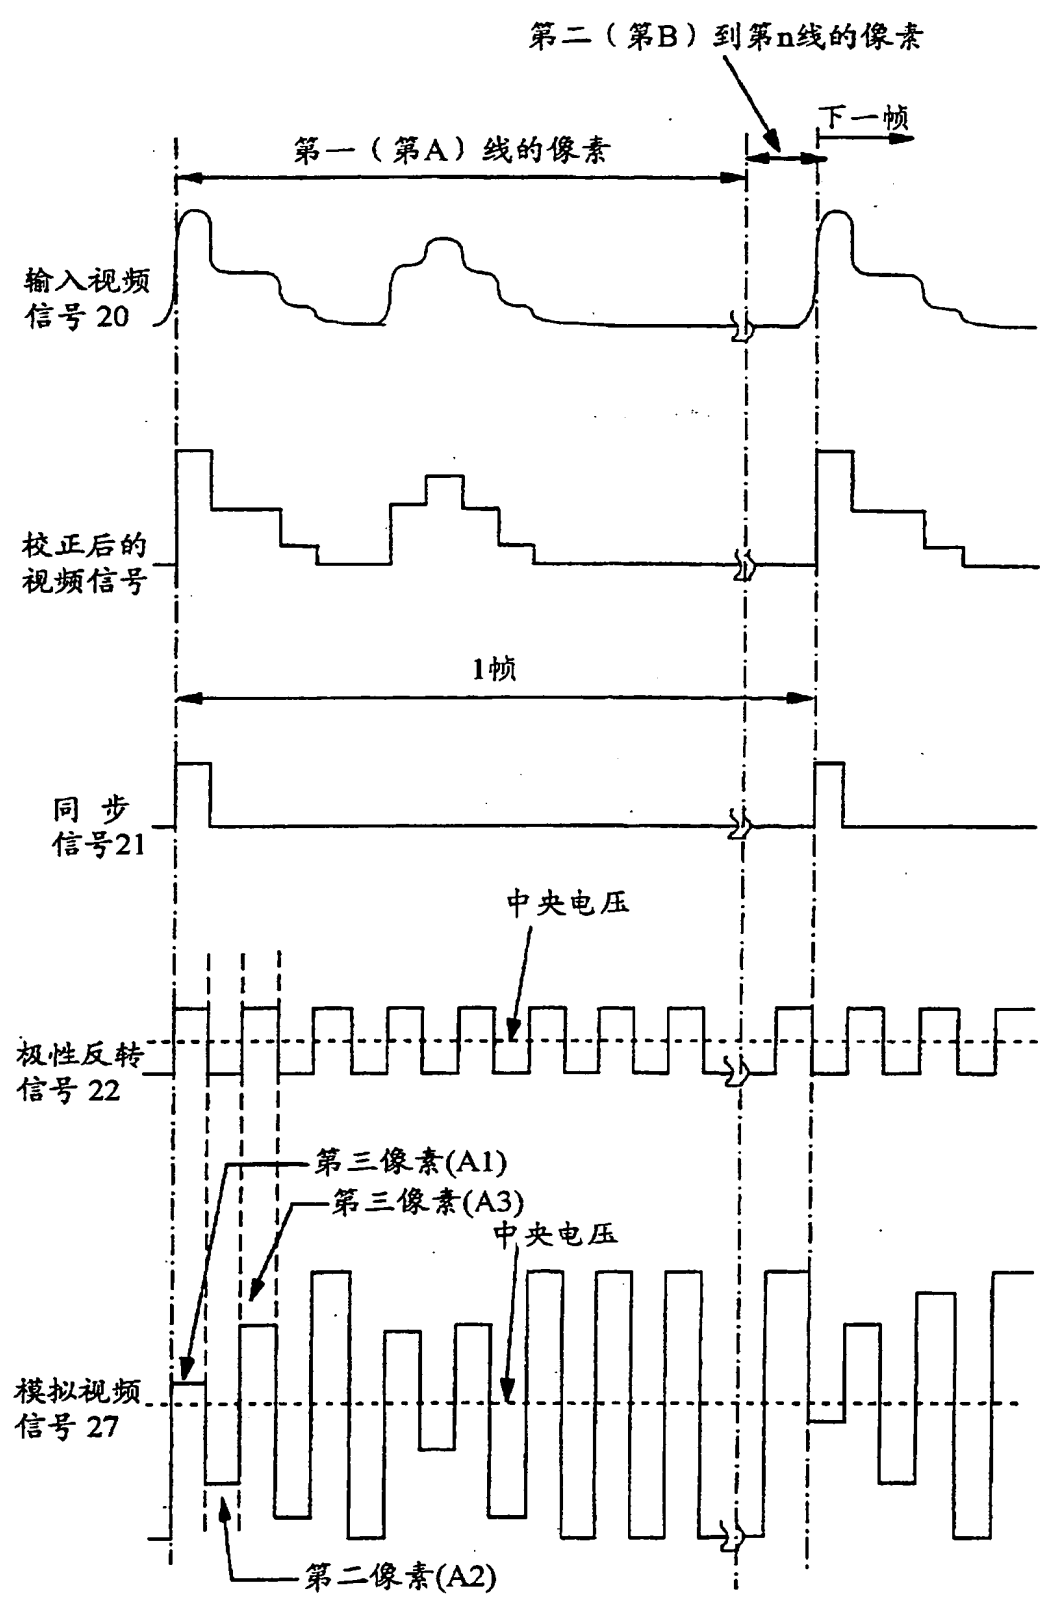 第二（第B）到第n线的像素
下一帧
第一（第A）线的像素
输入视频
信号 20
校正后的
视频信号
1帧
同 步
信号21
中央电压
极性反转
信号 22
第三像素(A1)
第三像素(A3)
中央电压
模拟视频
信号 27
第二像素(A2)